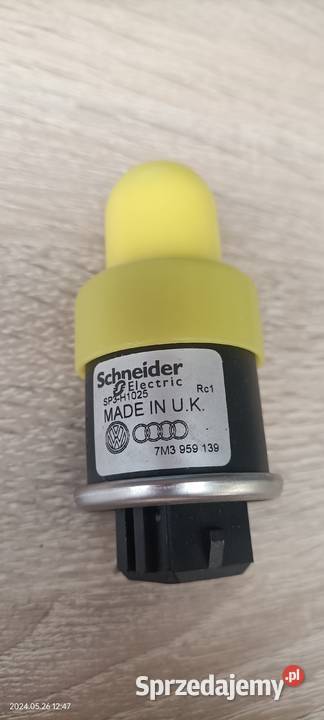 Schneider
Electric
SP3-H1025 Rc1
MADE IN U.K.
7M3 959 139
2024.05.26 12:47
Sprzedajemy.pl